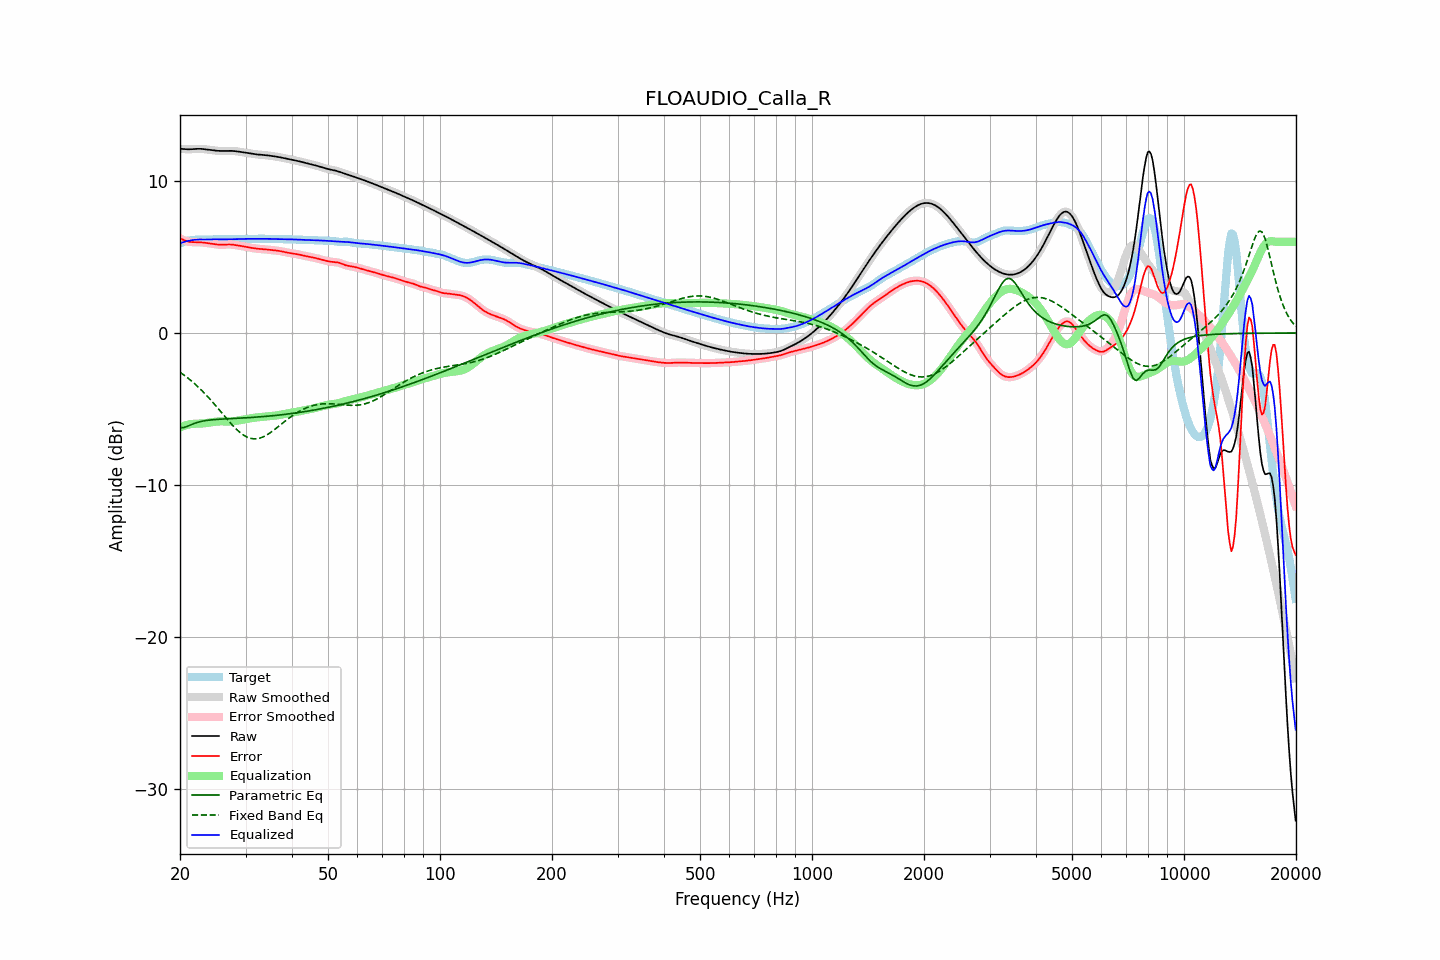 FLOAUDIO_Calla_R
10
0
−10
−20
−30
Amplitude (dBr)
20
50
100
200
500
1000
2000
5000
10000
20000
Frequency (Hz)
Target
Raw Smoothed
Error Smoothed
Raw
Error
Equalization
Parametric Eq
Fixed Band Eq
Equalized